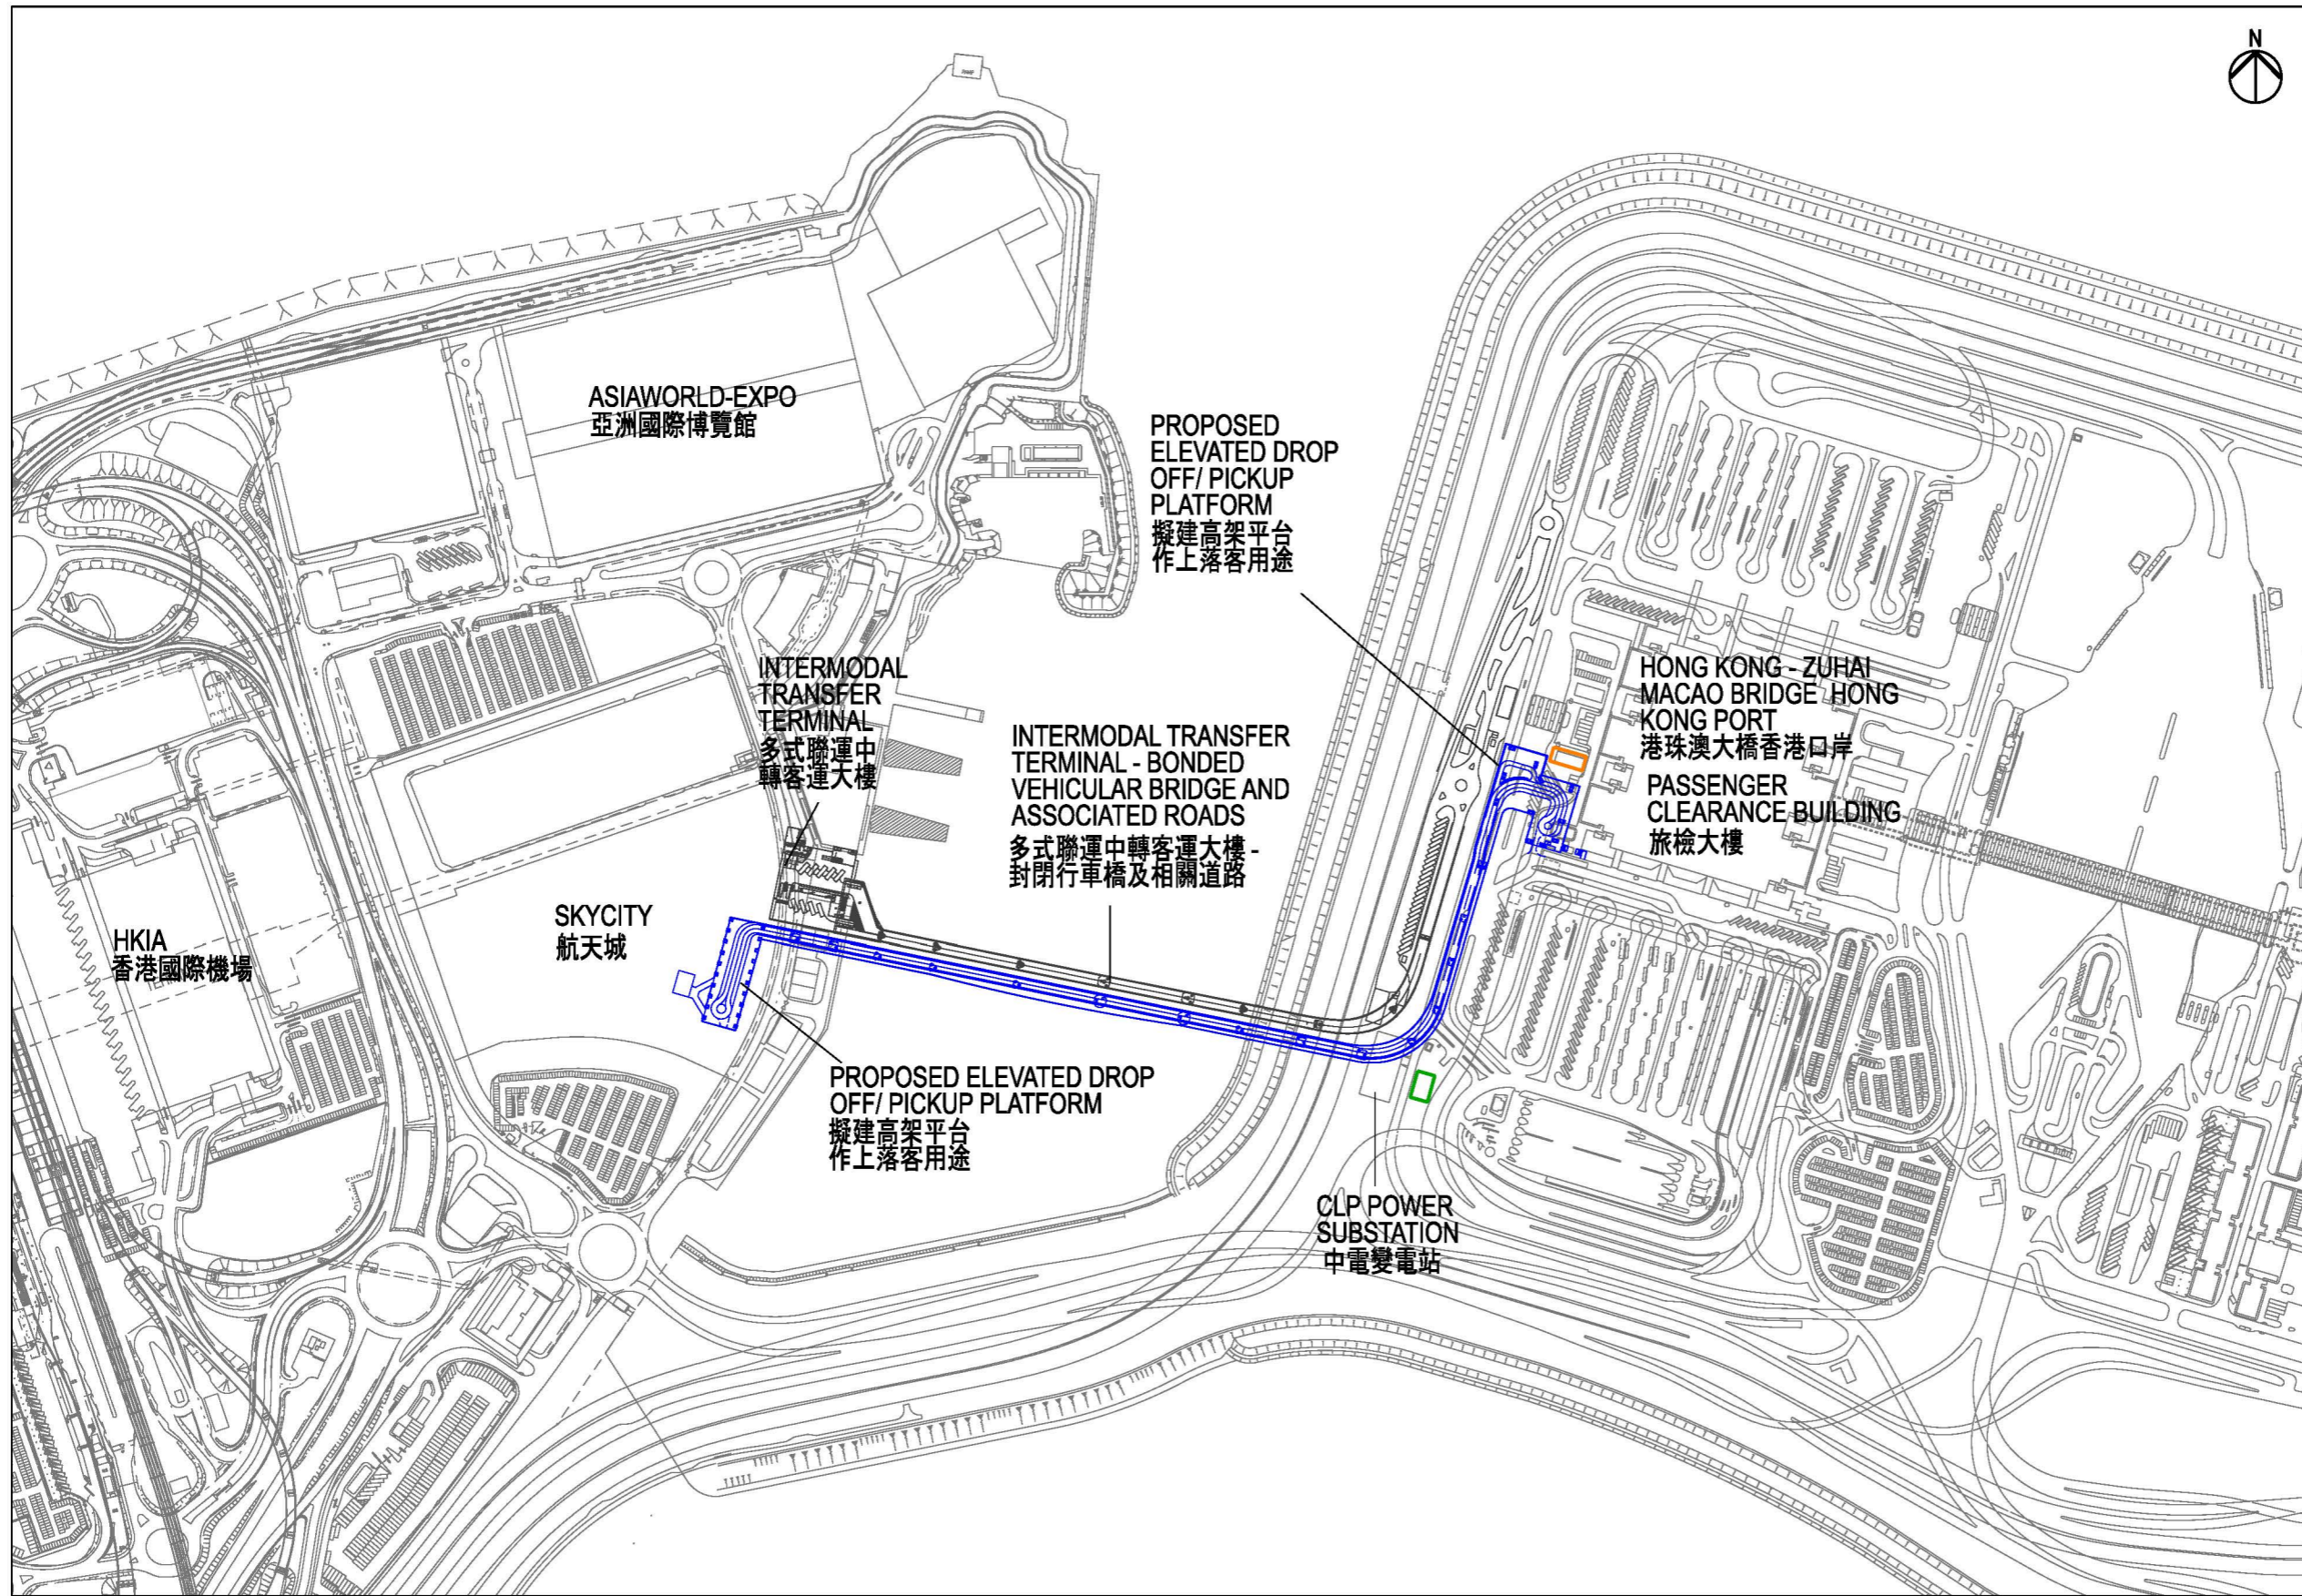 N
ASIAWORLD-EXPO
亞洲國際博覽館
PROPOSED
ELEVATED DROP
OFF/ PICKUP
PLATFORM
擬建高架平台
作上落客用途
INTERMODAL
TRANSFER
TERMINAL
多式聯運中
轉客運大樓
INTERMODAL TRANSFER
TERMINAL - BONDED
VEHICULAR BRIDGE AND
ASSOCIATED ROADS
多式聯運中轉客運大樓 -
封閉行車橋及相關道路
HONG KONG - ZUHAI
MACAO BRIDGE HONG
KONG PORT
港珠澳大橋香港口岸
PASSENGER
CLEARANCE BUILDING
旅檢大樓
SKYCITY
航天城
HKIA
香港國際機場
PROPOSED ELEVATED DROP
OFF/ PICKUP PLATFORM
擬建高架平台
作上落客用途
CLP POWER
SUBSTATION
中電變電站